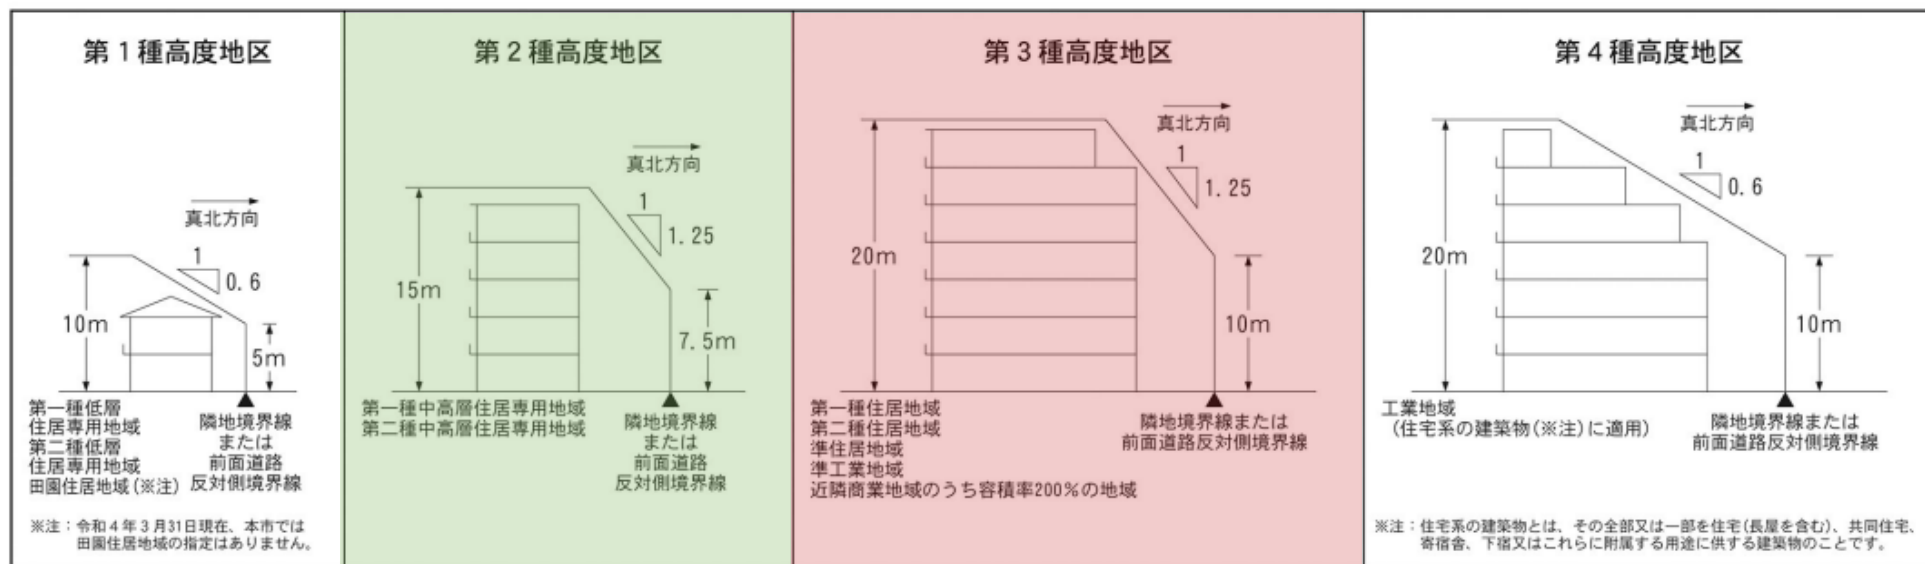 第1種高度地区
真北方向
1
0.6
10m
5m
第一種低層
住居専用地域
第二種低層
住居専用地域
田園住居地域(※注)
隣地境界線
または
前面道路
反対側境界線
※注：令和4年3月31日現在、本市では
田園住居地域の指定はありません。
第2種高度地区
真北方向
1
1.25
15m
7.5m
第一種中高層住居専用地域
第二種中高層住居専用地域
隣地境界線
または
前面道路
反対側境界線
第3種高度地区
真北方向
1
1.25
20m
10m
第一種住居地域
第二種住居地域
準住居地域
準工業地域
近隣商業地域のうち容積率200%の地域
隣地境界線または
前面道路反対側境界線
第4種高度地区
真北方向
1
0.6
20m
10m
工業地域
(住宅系の建築物(※注)に適用)
隣地境界線または
前面道路反対側境界線
※注：住宅系の建築物とは、その全部又は一部を住宅(長屋を含む)、共同住宅、
寄宿舎、下宿又はこれらに附属する用途に供する建築物のことです。